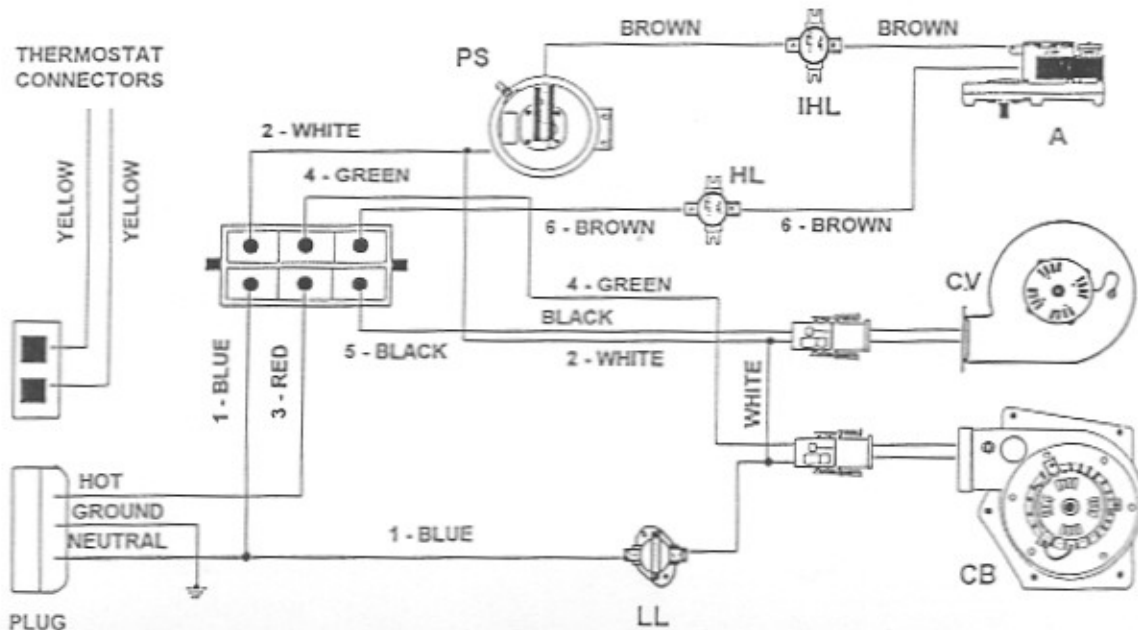 BROWN
BROWN
THERMOSTAT
CONNECTORS
PS
IHL
A
2 - WHITE
4 - GREEN
HL
YELLOW
YELLOW
6 - BROWN
6 - BROWN
CV
4 - GREEN
BLACK
5 - BLACK
2 - WHITE
1 - BLUE
3 - RED
WHITE
HOT
GROUND
NEUTRAL
1 - BLUE
CB
LL
PLUG